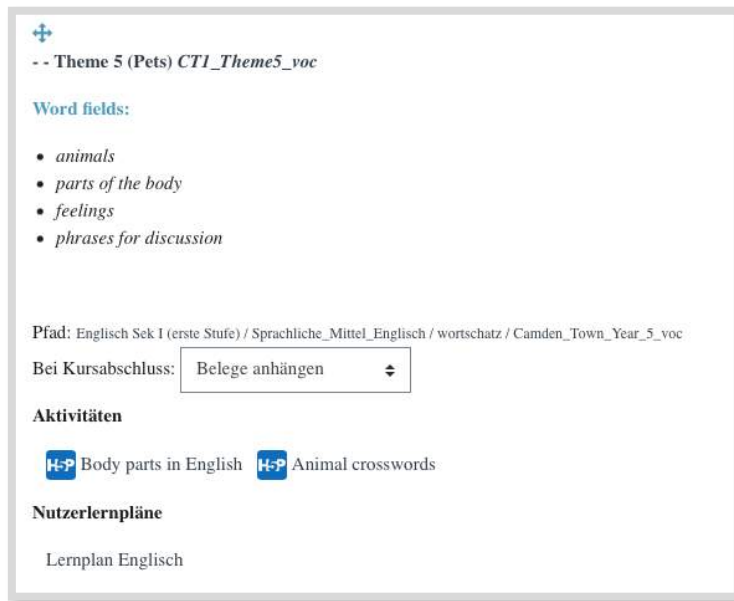 - - Theme 5 (Pets) CT1_Theme5_voc
Word fields:
• animals
• parts of the body
• feelings
• phrases for discussion
Pfad: Englisch Sek I (erste Stufe) / Sprachliche_Mittel_Englisch / wortschatz / Camden_Town_Year_5_voc
Bei Kursabschluss: Belege anhängen
Aktivitäten
H5P Body parts in English H5P Animal crosswords
Nutzerlernpläne
Lernplan Englisch